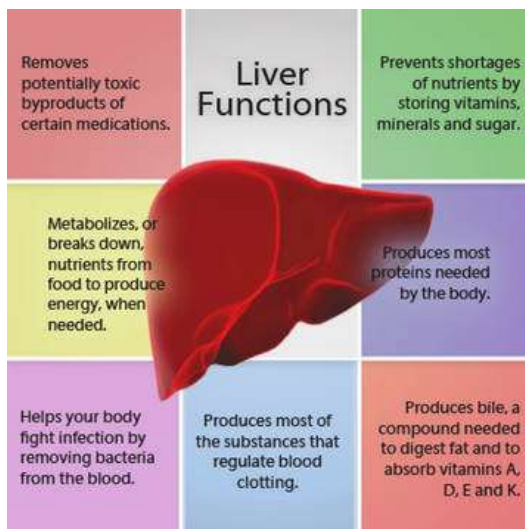 Removes
potentially toxic
byproducts of
certain medications.
Liver
Functions
Prevents shortages
of nutrients by
storing vitamins,
minerals and sugar.
Metabolizes, or
breaks down,
nutrients from
food to produce
energy, when
needed.
Produces most
proteins needed
by the body.
Helps your body
fight infection by
removing bacteria
from the blood.
Produces most of
the substances that
regulate blood
clotting.
Produces bile, a
compound needed
to digest fat and to
absorb vitamins A,
D, E and K.